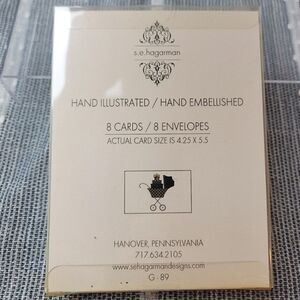 s.e.hagarman
HAND ILLUSTRATED / HAND EMBELLISHED
8 CARDS / 8 ENVELOPES
ACTUAL CARD SIZE IS 4.25 X 5.5
HANOVER, PENNSYLVANIA
717.634.2105
www.sehagarmandesigns.com
G - 89